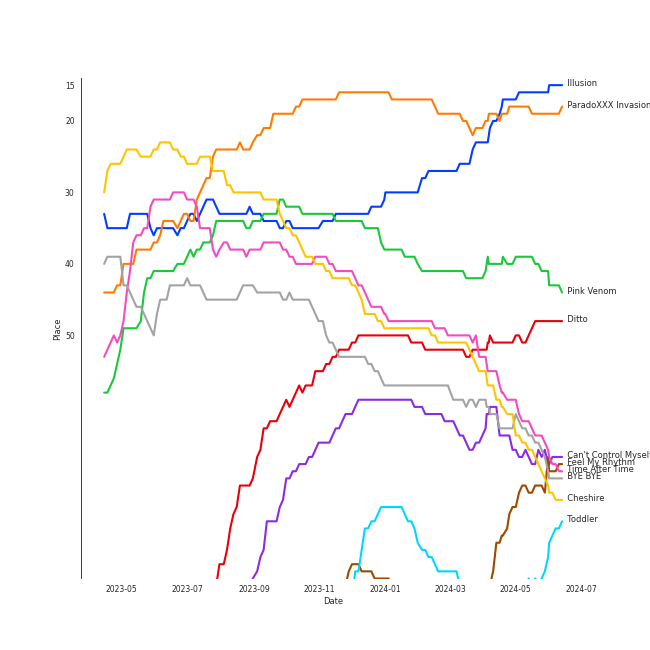 15
20
30
40
50
Place
2023-05
2023-07
2023-09
2023-11
2024-01
2024-03
2024-05
2024-07
Date
Illusion
ParadoXXX Invasion
Pink Venom
Ditto
Can't Control Myself
Feel My Rhythm
Time After Time
BYE BYE
Cheshire
Toddler